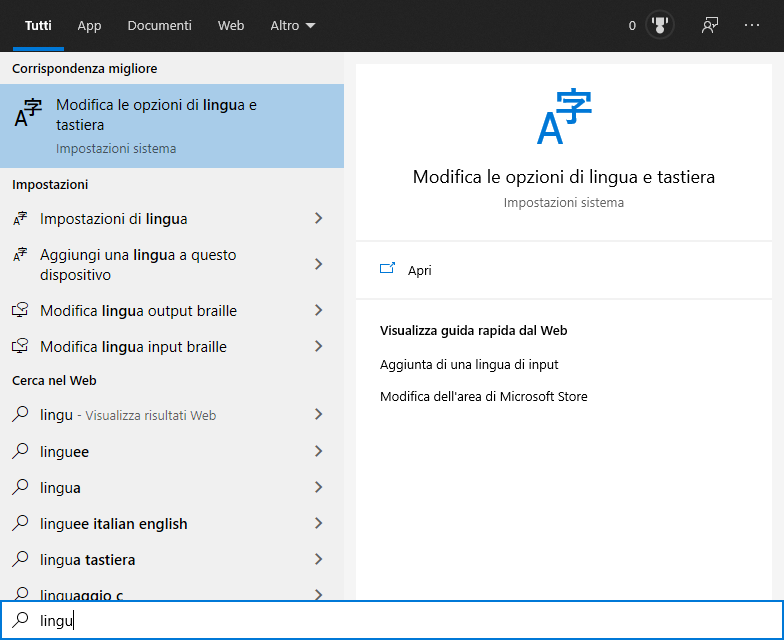 Tutti App Documenti Web Altro 0
Corrispondenza migliore
Modifica le opzioni di lingua e
tastiera
Impostazioni sistema
Impostazioni
Impostazioni di lingua
Aggiungi una lingua a questo
dispositivo
Modifica lingua output braille
Modifica lingua input braille
Cerca nel Web
lingu - Visualizza risultati Web
linguee
lingua
linguee italian english
lingua tastiera
linguaggio c
A字
Modifica le opzioni di lingua e tastiera
Impostazioni sistema
Apri
Visualizza guida rapida dal Web
Aggiunta di una lingua di input
Modifica dell'area di Microsoft Store
lingu